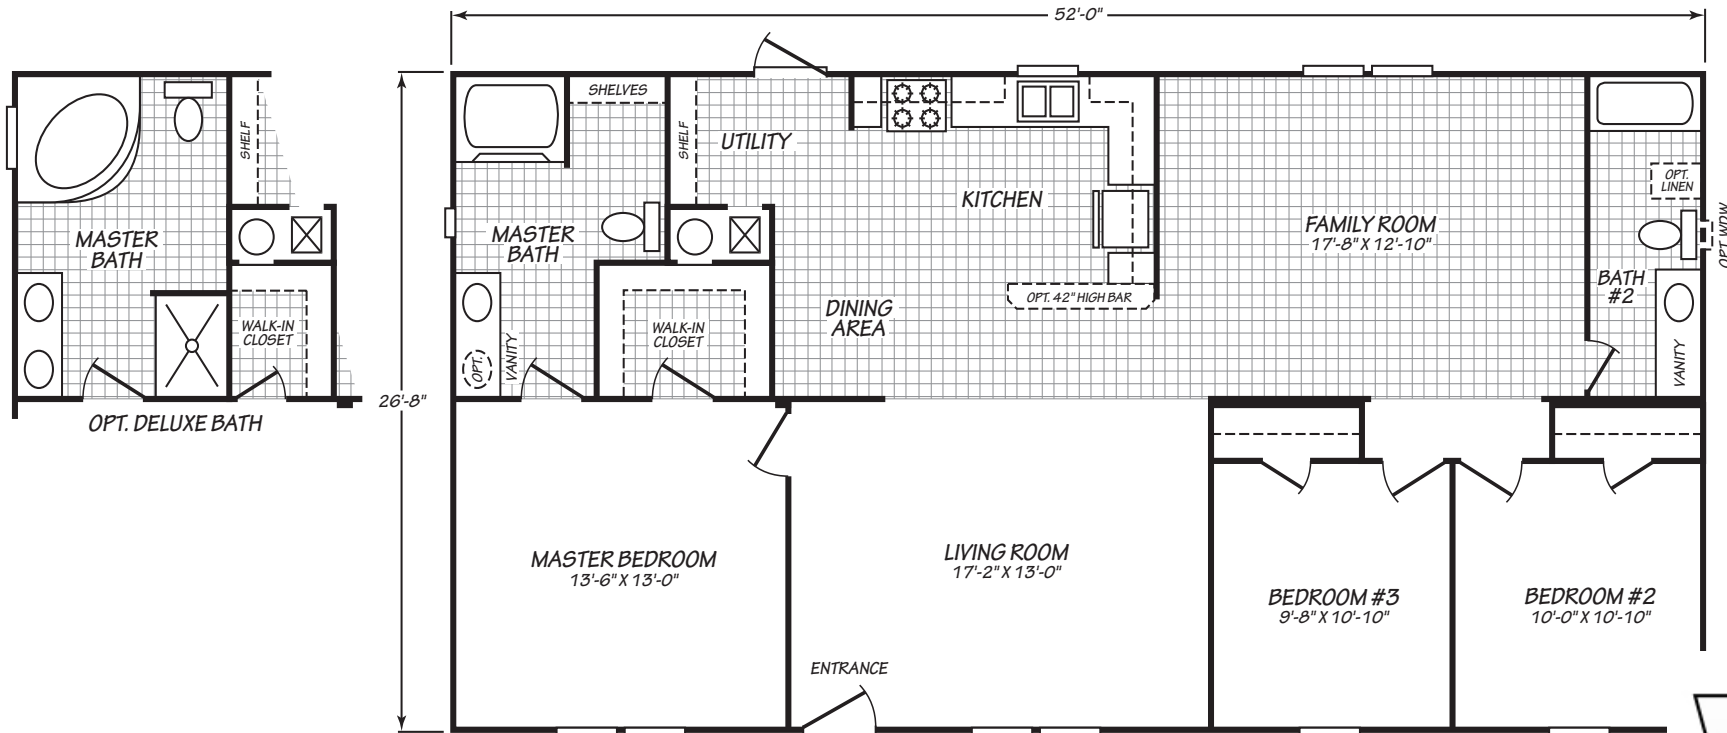 52'-0"
SHELVES
SHELF
UTILITY
KITCHEN
MASTER
BATH
FAMILY ROOM
17'-8" X 12'-10"
OPT.
LINEN
OPT. WDW
BATH
#2
VANITY
DINING
AREA
OPT. 42" HIGH BAR
WALK-IN
CLOSET
OPT.
VANITY
SHELF
MASTER
BATH
WALK-IN
CLOSET
OPT. DELUXE BATH
26'-8"
MASTER BEDROOM
13'-6" X 13'-0"
LIVING ROOM
17'-2" X 13'-0"
BEDROOM #3
9'-8" X 10'-10"
BEDROOM #2
10'-0" X 10'-10"
ENTRANCE